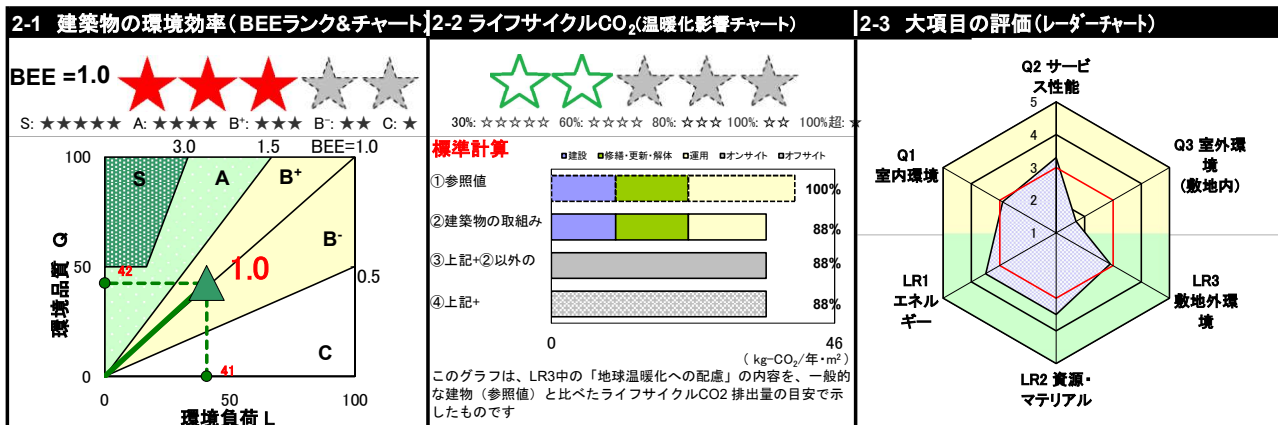 2-1 建築物の環境効率(BEEランク&チャート)
BEE =1.0
S: ★★★★★ A: ★★★★ B⁺: ★★★ B⁻: ★★ C: ★
3.0 1.5 BEE=1.0
100
S
A
B⁺
B⁻
0.5
C
50
42
1.0
41
0
環境品質 Q
0 50 100
環境負荷 L
2-2 ライフサイクルCO₂(温暖化影響チャート)
30%: ☆☆☆☆☆ 60%: ☆☆☆☆ 80%: ☆☆☆ 100%: ☆☆ 100%超: ☆
標準計算
■建設 ■修繕・更新・解体 □運用 ■オンサイト ■オフサイト
①参照値 100%
②建築物の取組み 88%
③上記+②以外の 88%
④上記+ 88%
0 46
( kg-CO₂/年・m² )
このグラフは、LR3中の「地球温暖化への配慮」の内容を、一般的
な建物(参照値)と比べたライフサイクルCO2 排出量の目安で示
したものです
2-3 大項目の評価(レーダーチャート)
Q2 サービ
ス性能
Q1
室内環境
Q3 室外環
境
(敷地内)
5
4
3
2
1
LR1
エネル
ギー
LR3
敷地外環
境
LR2 資源・
マテリアル